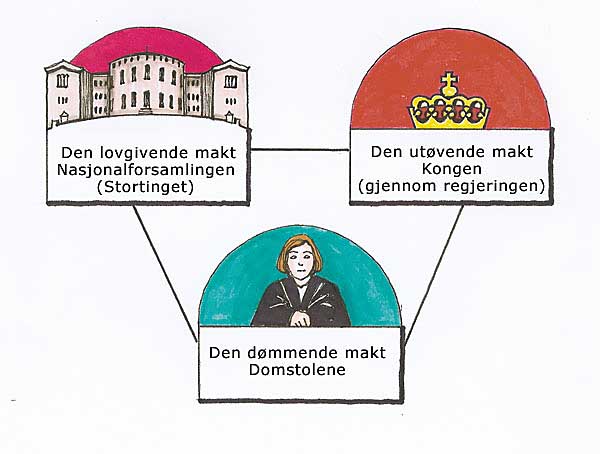 Den lovgivende makt
Nasjonalforsamlingen
(Stortinget)
Den utøvende makt
Kongen
(gjennom regjeringen)
Den dømmende makt
Domstolene